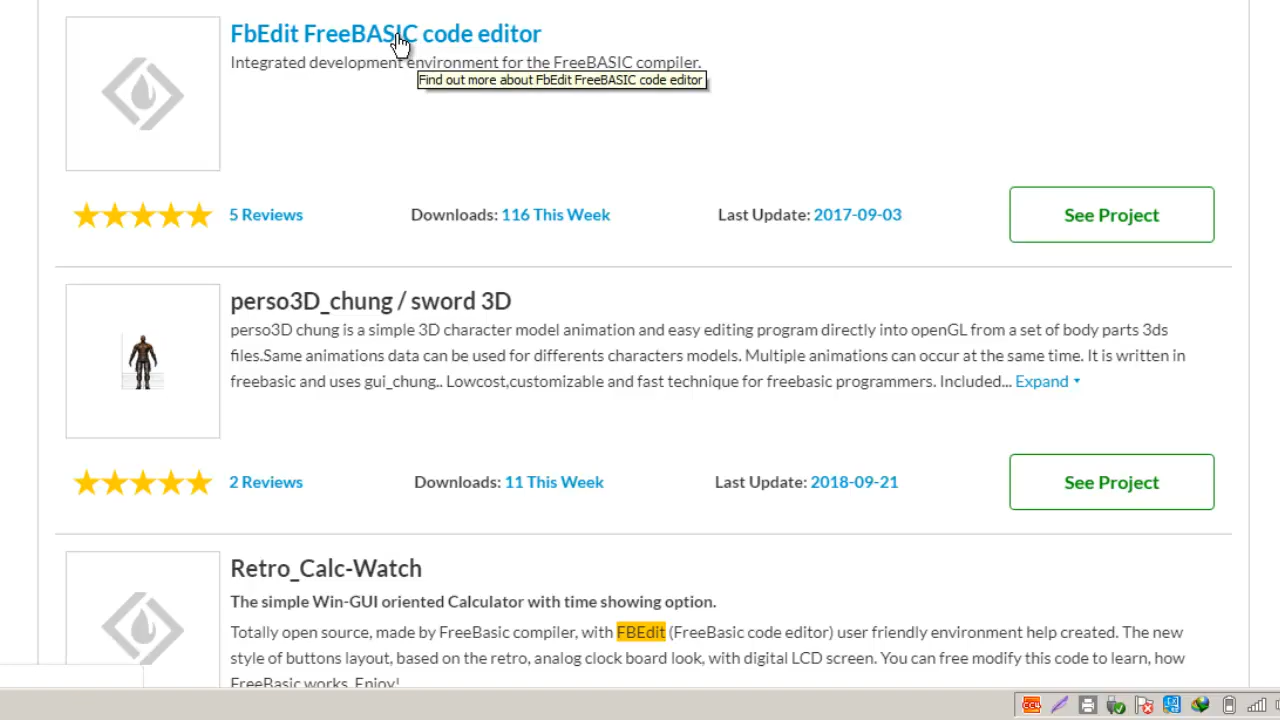 FbEdit FreeBASIC code editor
Integrated development environment for the FreeBASIC compiler.
Find out more about FbEdit FreeBASIC code editor
5 Reviews Downloads: 116 This Week Last Update: 2017-09-03 See Project
perso3D_chung / sword 3D
perso3D chung is a simple 3D character model animation and easy editing program directly into openGL from a set of body parts 3ds
files.Same animations data can be used for differents characters models. Multiple animations can occur at the same time. It is written in
freebasic and uses gui_chung.. Lowcost,customizable and fast technique for freebasic programmers. Included... Expand
2 Reviews Downloads: 11 This Week Last Update: 2018-09-21 See Project
Retro_Calc-Watch
The simple Win-GUI oriented Calculator with time showing option.
Totally open source, made by FreeBasic compiler, with FBEdit (FreeBasic code editor) user friendly environment help created. The new
style of buttons layout, based on the retro, analog clock board look, with digital LCD screen. You can free modify this code to learn, how
FreeBasic works. Enjoy!
CCL